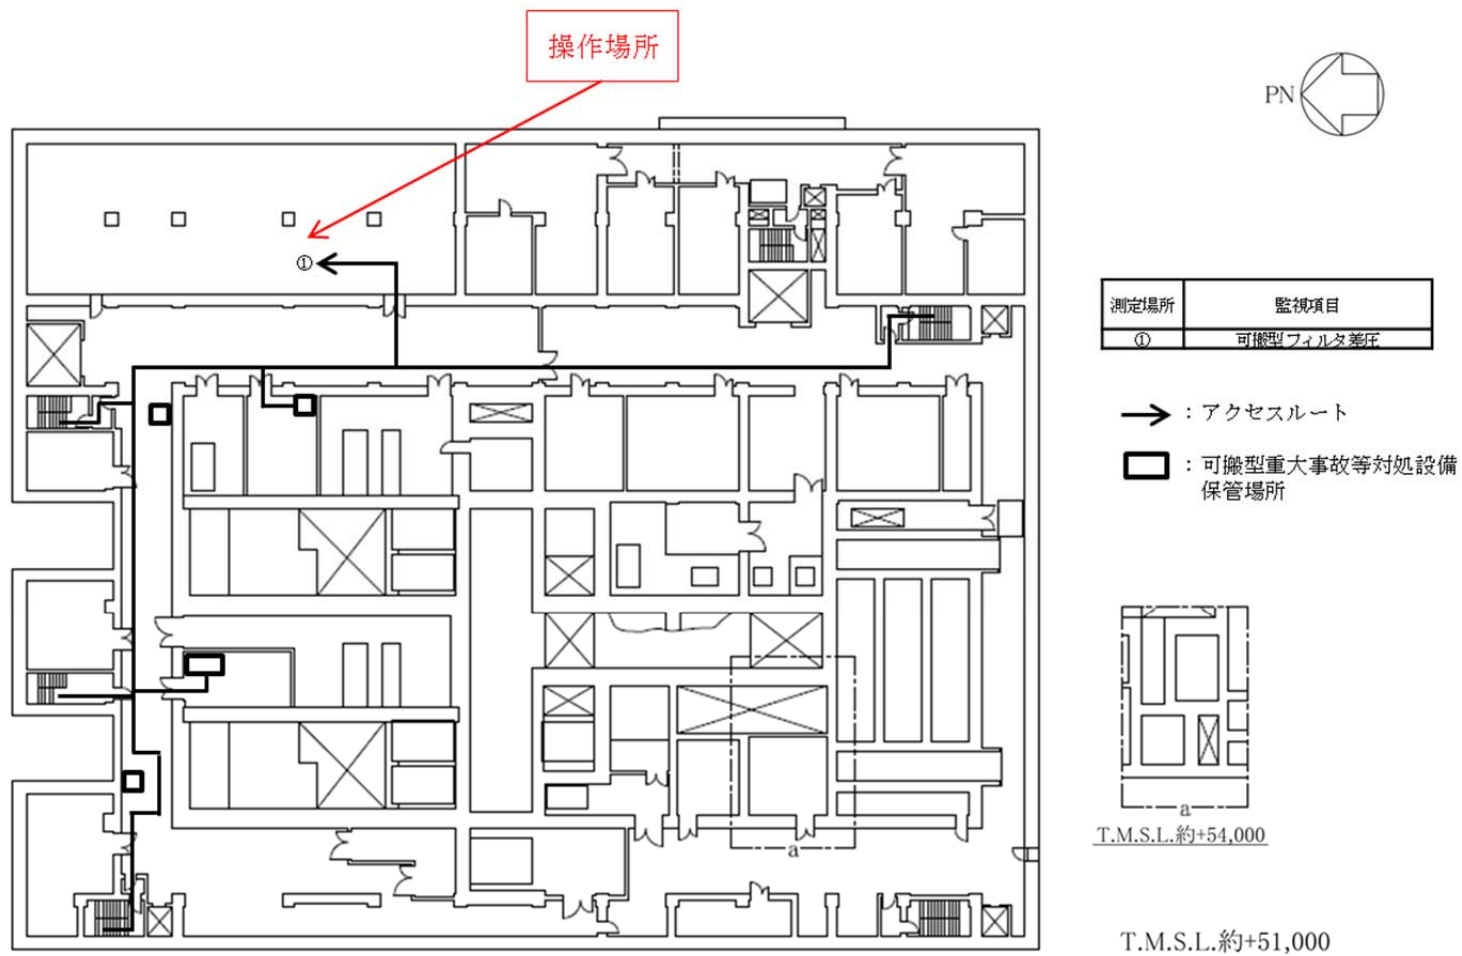 操作場所
PN
①
測定場所 監視項目
① 可搬型フィルタ差圧
：アクセスルート
：可搬型重大事故等対処設備
保管場所
a
T.M.S.L.約+54,000
a
T.M.S.L.約+51,000